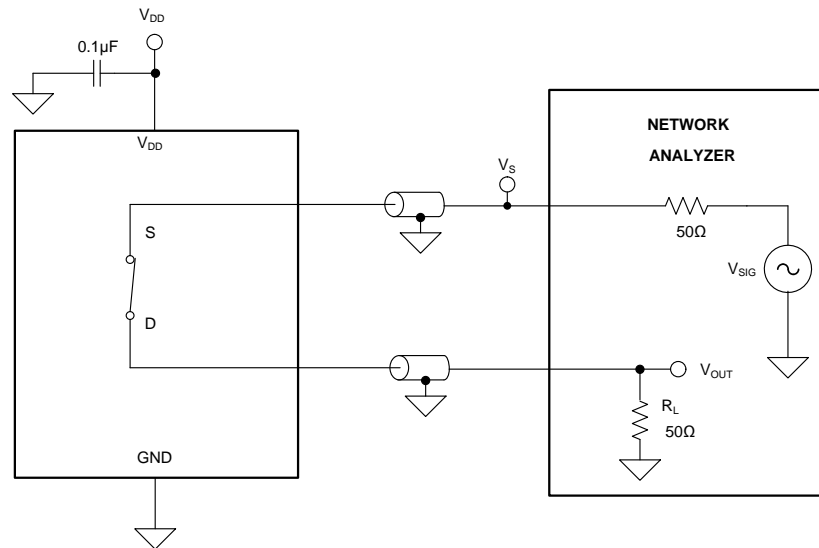 V_DD
0.1µF
V_DD
NETWORK
ANALYZER
V_S
S
50Ω
V_SIG
D
V_OUT
R_L
50Ω
GND